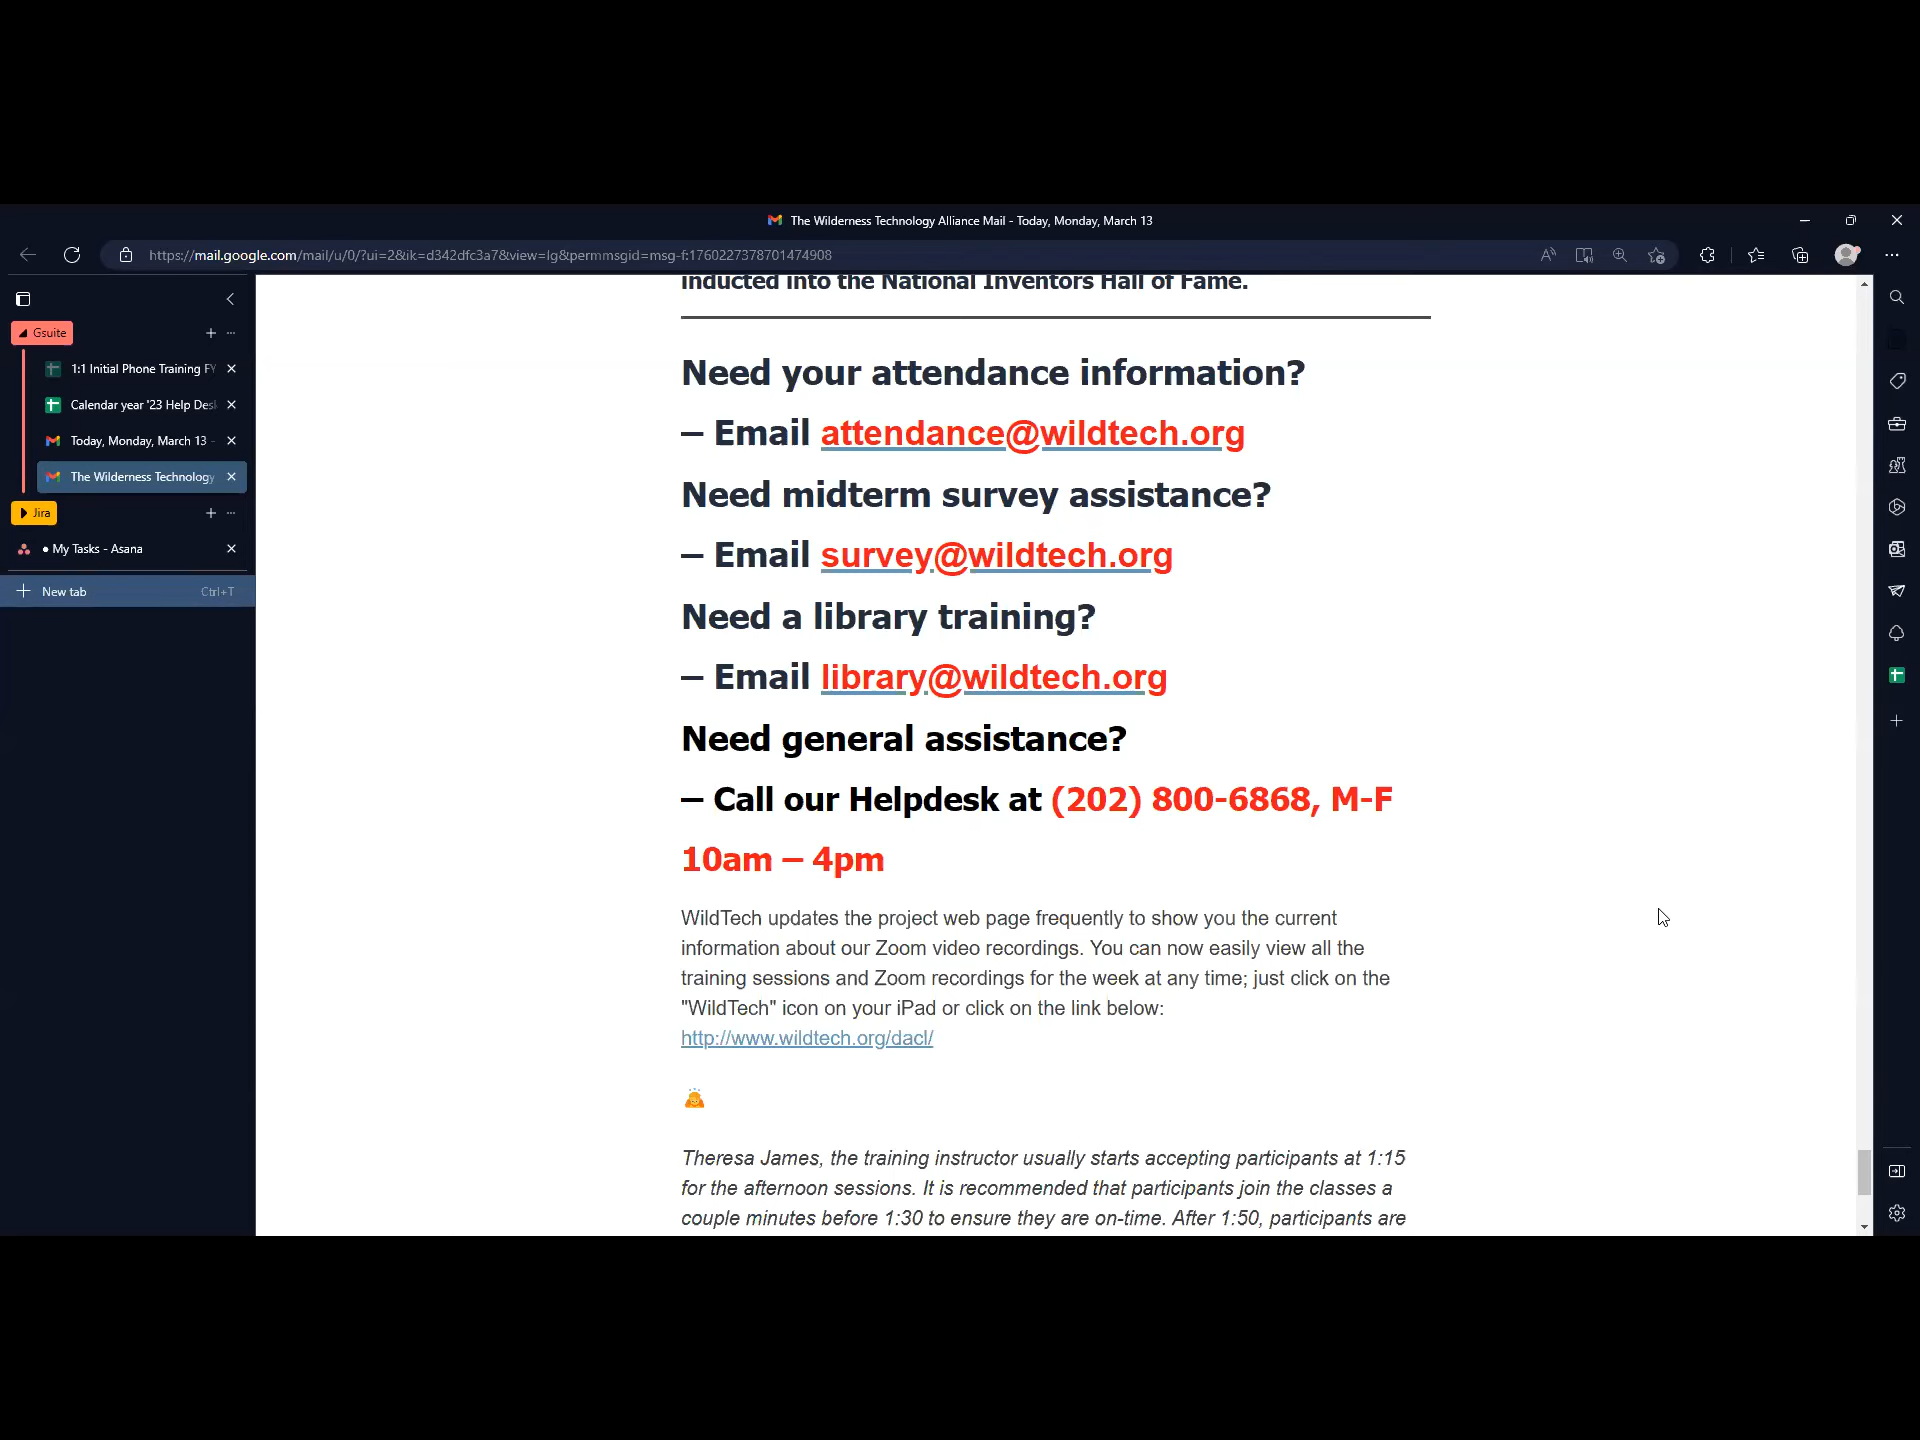 The Wilderness Technology Alliance Mail - Today, Monday, March 13
https://mail.google.com/mail/u/0/?ui=2&ik=d342dfc3a7&view=lg&permmsgid=msg-f:1760227378701474908
Gsuite
1:1 Initial Phone Training FY
Calendar year '23 Help Desk
Today, Monday, March 13 -
The Wilderness Technology
Jira
● My Tasks - Asana
New tab Ctrl+T
inducted into the National Inventors Hall of Fame.
Need your attendance information?
– Email attendance@wildtech.org
Need midterm survey assistance?
– Email survey@wildtech.org
Need a library training?
– Email library@wildtech.org
Need general assistance?
– Call our Helpdesk at (202) 800-6868, M-F
10am – 4pm
WildTech updates the project web page frequently to show you the current
information about our Zoom video recordings. You can now easily view all the
training sessions and Zoom recordings for the week at any time; just click on the
"WildTech" icon on your iPad or click on the link below:
http://www.wildtech.org/dacl/
Theresa James, the training instructor usually starts accepting participants at 1:15
for the afternoon sessions. It is recommended that participants join the classes a
couple minutes before 1:30 to ensure they are on-time. After 1:50, participants are